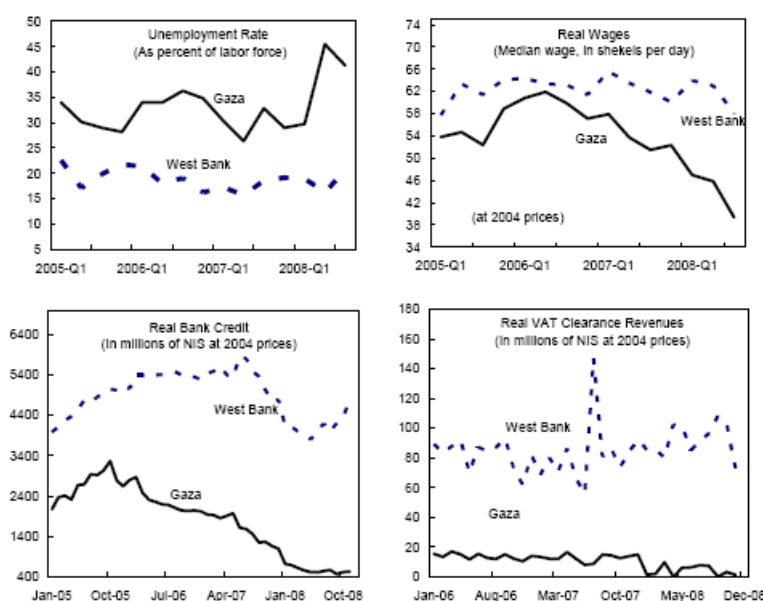 Unemployment Rate
(As percent of labor force)
50
45
40
35
30
25
20
15
10
5
Gaza
West Bank
2005-Q1
2006-Q1
2007-Q1
2008-Q1
Real Wages
(Median wage, in shekels per day)
74
70
66
62
58
54
50
46
42
38
34
West Bank
Gaza
(at 2004 prices)
2005-Q1
2006-Q1
2007-Q1
2008-Q1
Real Bank Credit
(In millions of NIS at 2004 prices)
6400
5400
4400
3400
2400
1400
400
West Bank
Gaza
Jan-05
Oct-05
Jul-06
Apr-07
Jan-08
Oct-08
Real VAT Clearance Revenues
(In millions of NIS at 2004 prices)
180
160
140
120
100
80
60
40
20
0
West Bank
Gaza
Jan-06
Aug-06
Mar-07
Oct-07
May-08
Dec-08